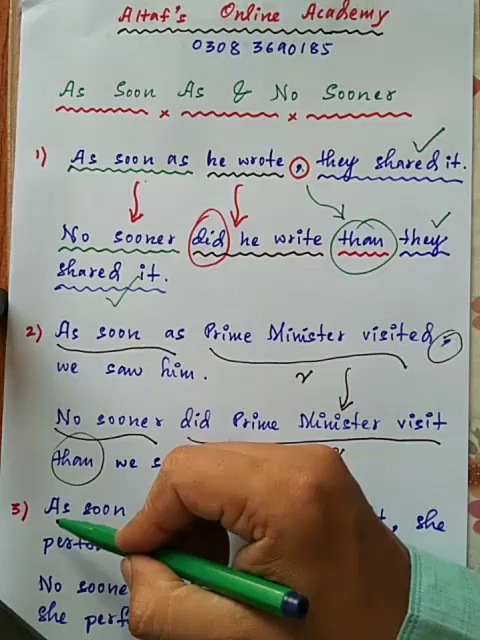 Altaf's Online Academy
0308 3690185
As Soon As & No Sooner
1) As soon as he wrote, they shared it.
No sooner did he write than they
shared it.
2) As soon as Prime Minister visited,
we saw him.
No sooner did Prime Minister visit
than we
3) As soon , she
No
she